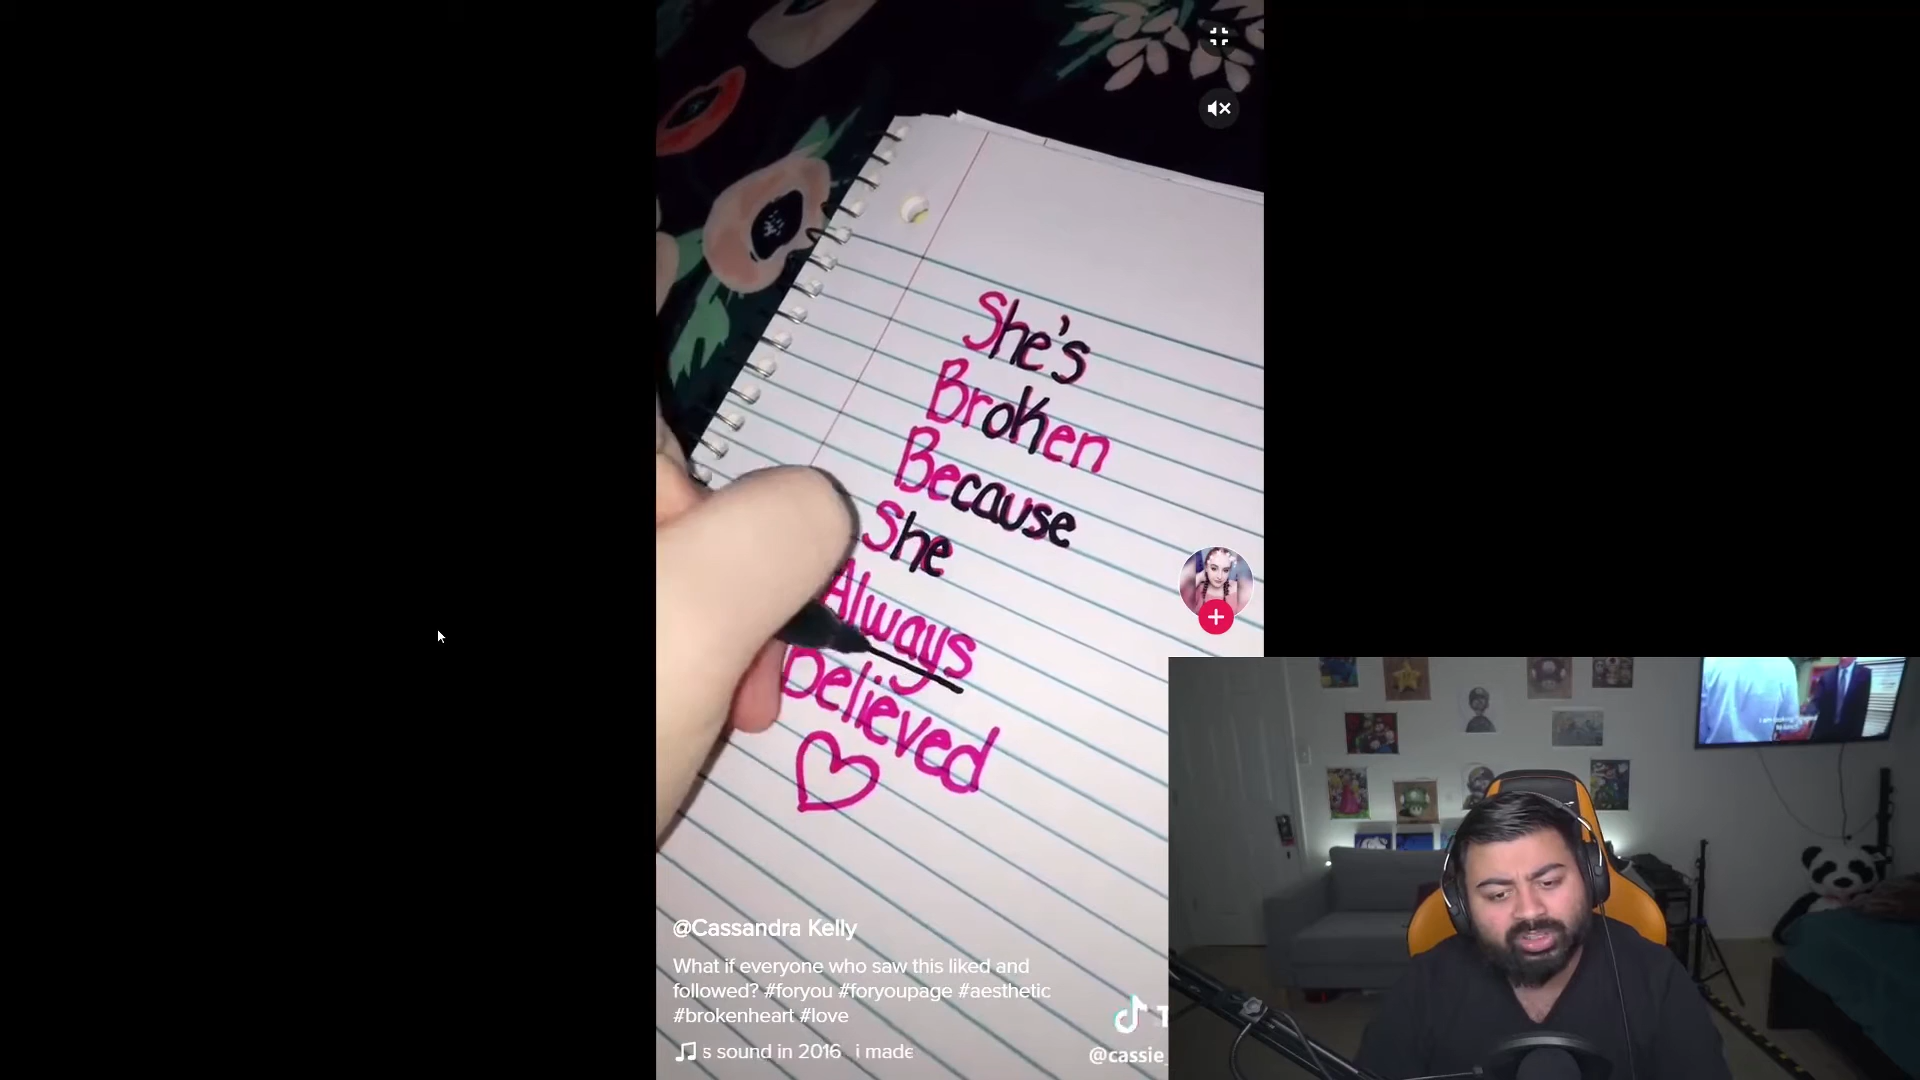 She's
Broken
Because
She
Always
Believed
@Cassandra Kelly
What if everyone who saw this liked and
followed? #foryou #foryoupage #aesthetic
#brokenheart #love
s sound in 2016 i made
T
@cassie_